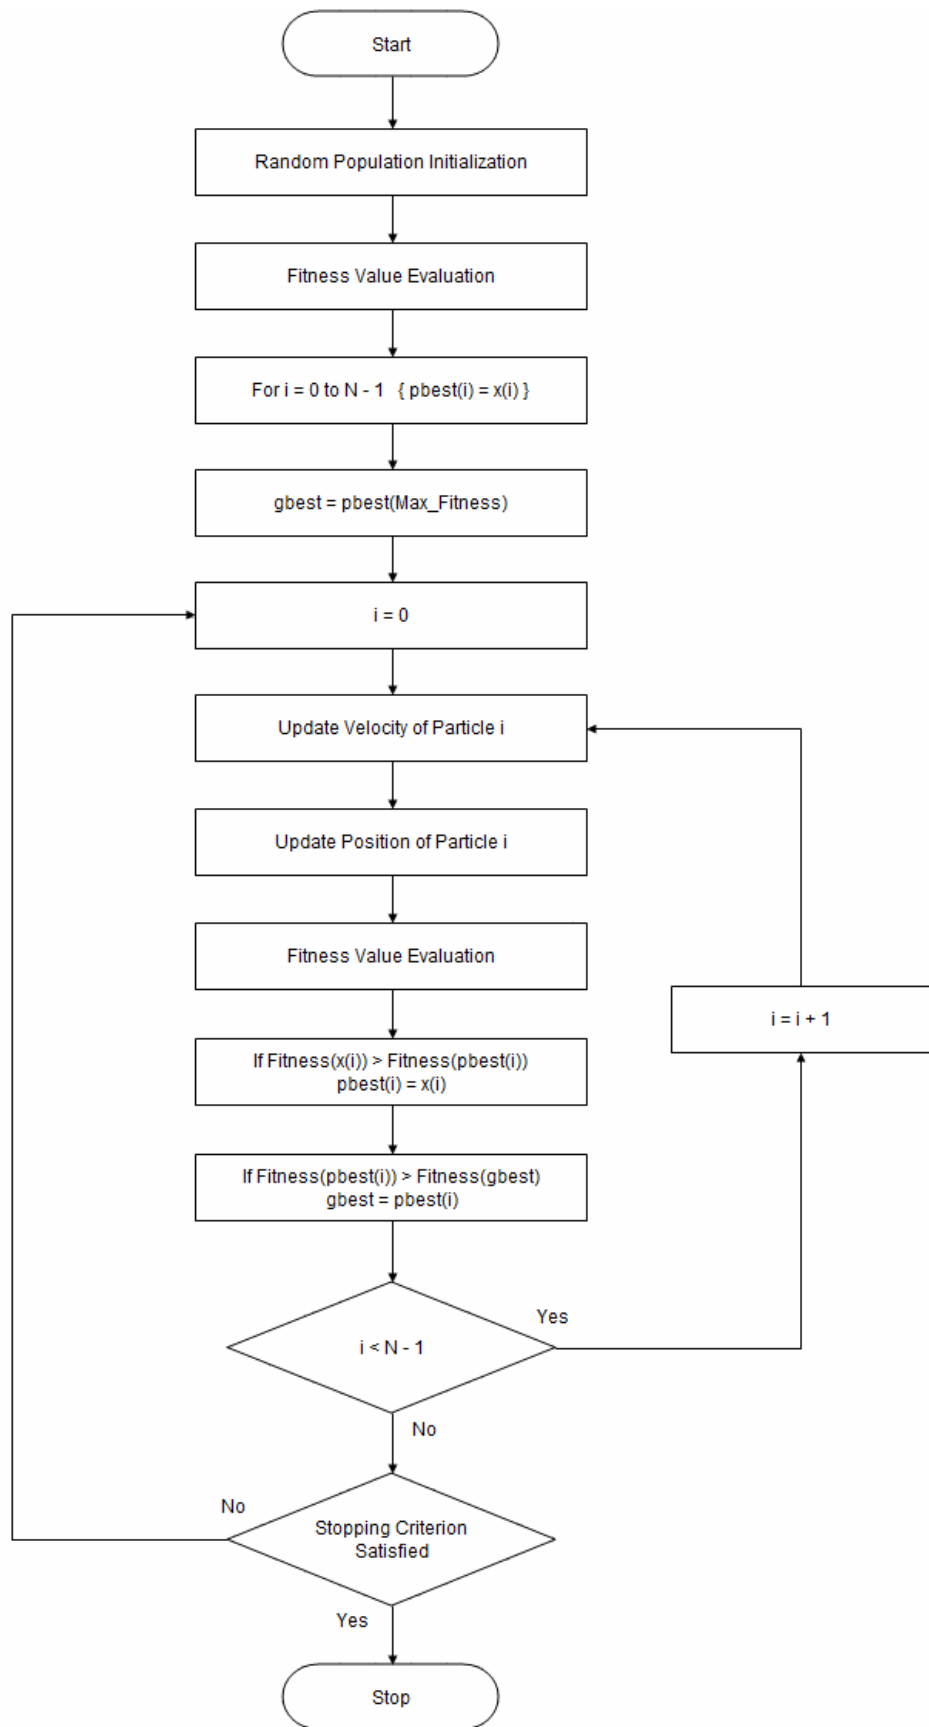 Start
Random Population Initialization
Fitness Value Evaluation
For i = 0 to N - 1 { pbest(i) = x(i) }
gbest = pbest(Max_Fitness)
i = 0
Update Velocity of Particle i
Update Position of Particle i
Fitness Value Evaluation
i = i + 1
If Fitness(x(i)) > Fitness(pbest(i))
pbest(i) = x(i)
If Fitness(pbest(i)) > Fitness(gbest)
gbest = pbest(i)
Yes
i < N - 1
No
No
Stopping Criterion
Satisfied
Yes
Stop